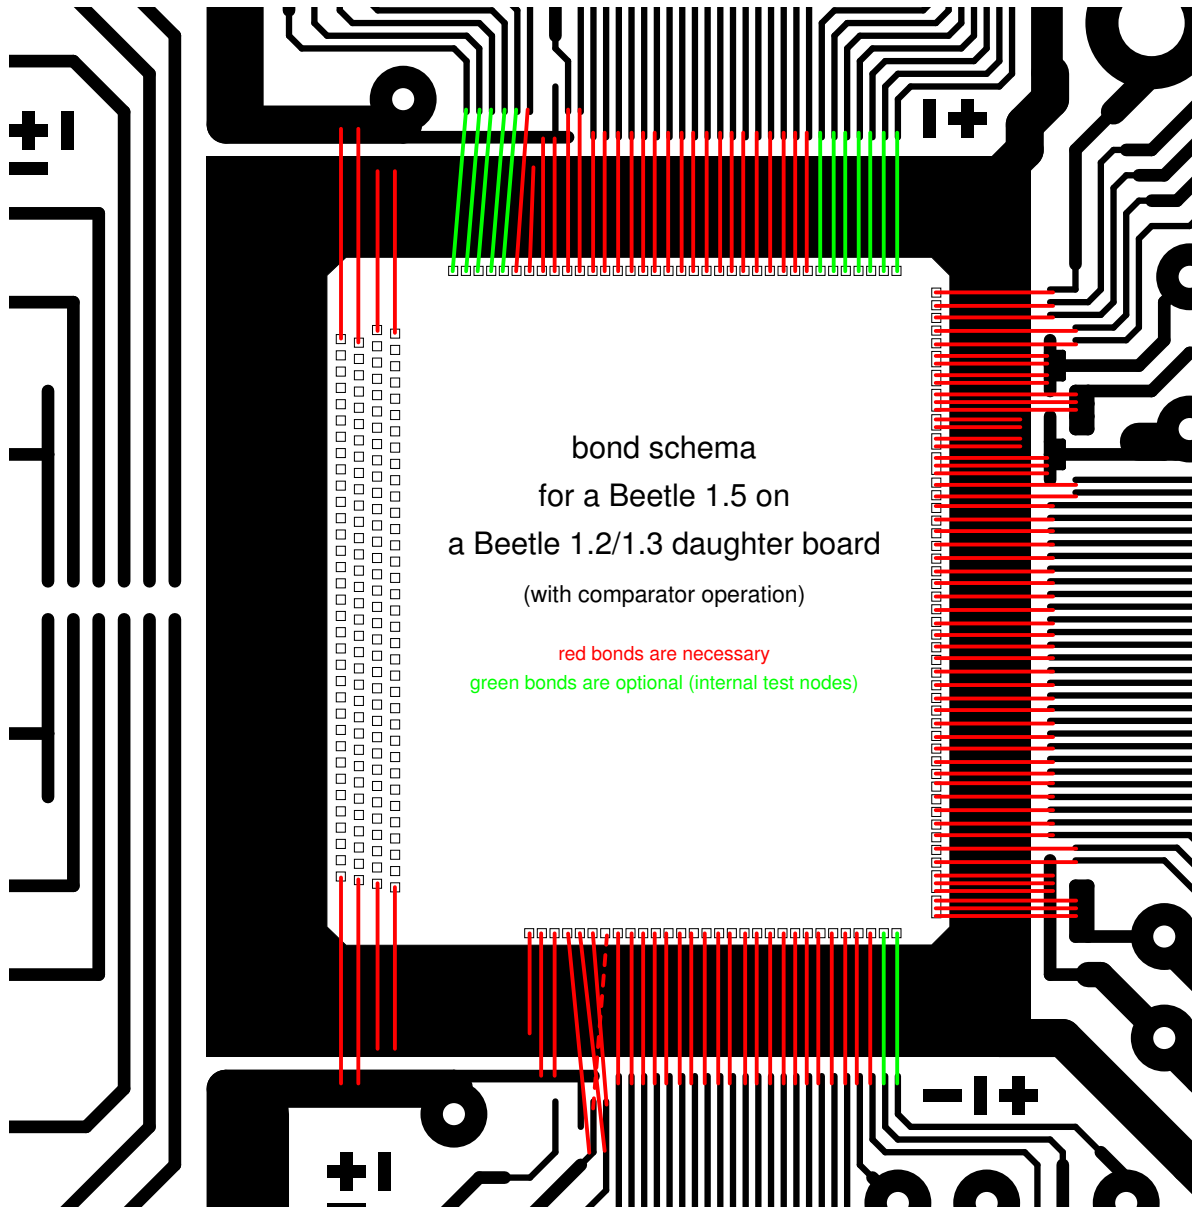 bond schema
for a Beetle 1.5 on
a Beetle 1.2/1.3 daughter board
(with comparator operation)
red bonds are necessary
green bonds are optional (internal test nodes)